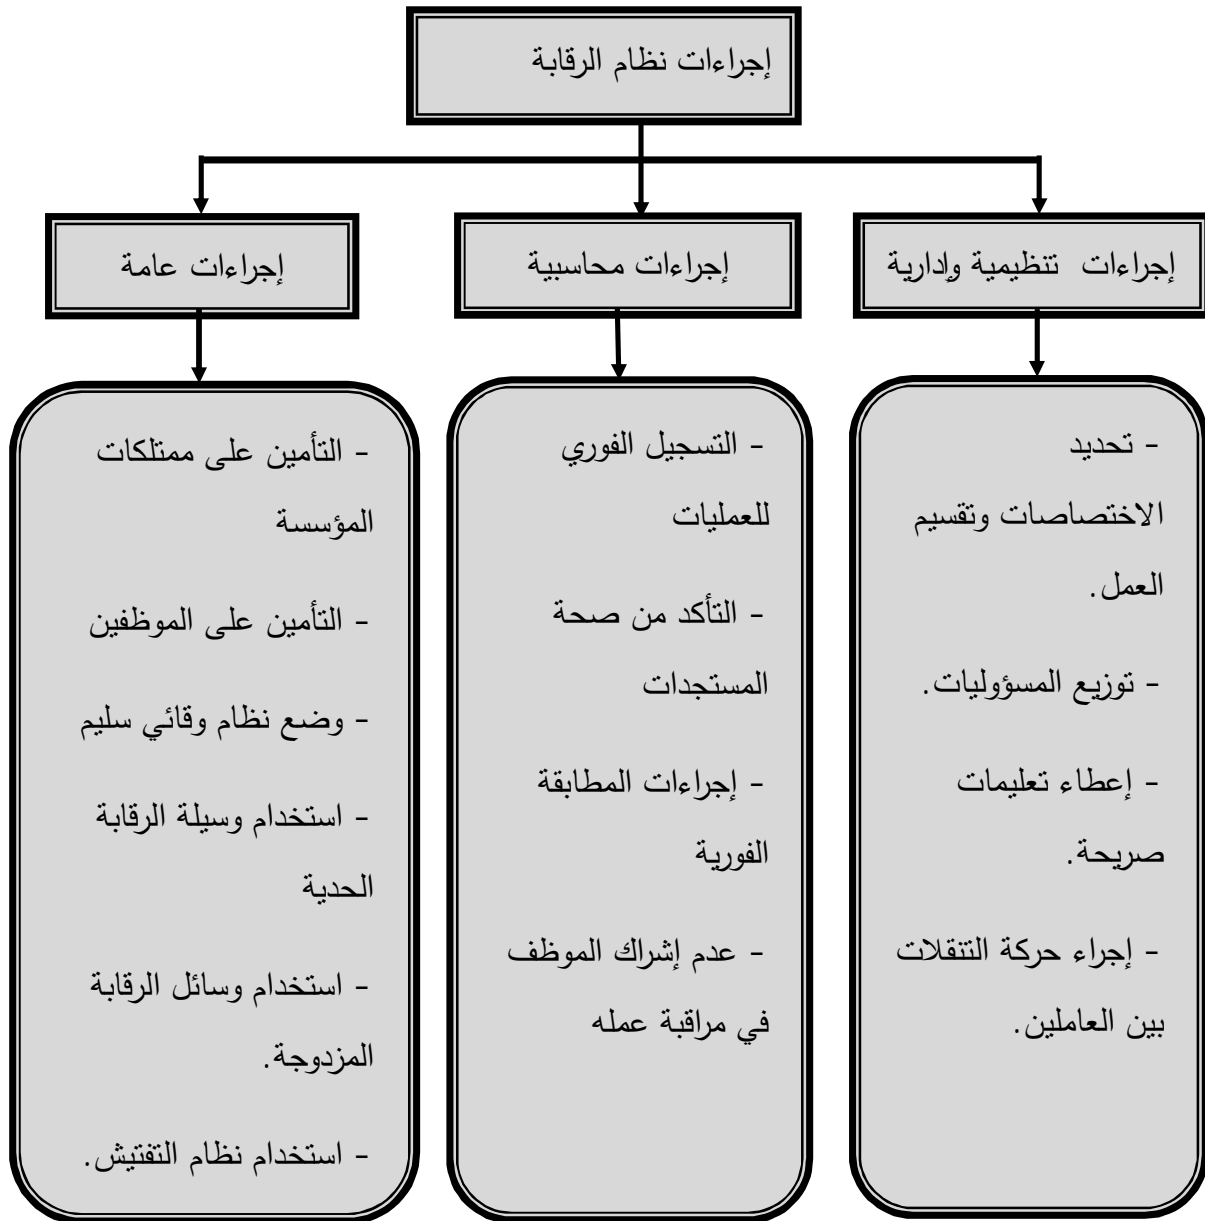 إجراءات نظام الرقابة
إجراءات تنظيمية وإدارية
إجراءات محاسبية
إجراءات عامة
- تحديد
الاختصاصات وتقسيم
العمل.
- توزيع المسؤوليات.
- إعطاء تعليمات
صريحة.
- إجراء حركة التنقلات
بين العاملين.
- التسجيل الفوري
للعمليات
- التأكد من صحة
المستجدات
- إجراءات المطابقة
الفورية
- عدم إشراك الموظف
في مراقبة عمله
- التأمين على ممتلكات
المؤسسة
- التأمين على الموظفين
- وضع نظام وقائي سليم
- استخدام وسيلة الرقابة
الحدية
- استخدام وسائل الرقابة
المزدوجة.
- استخدام نظام التفتيش.